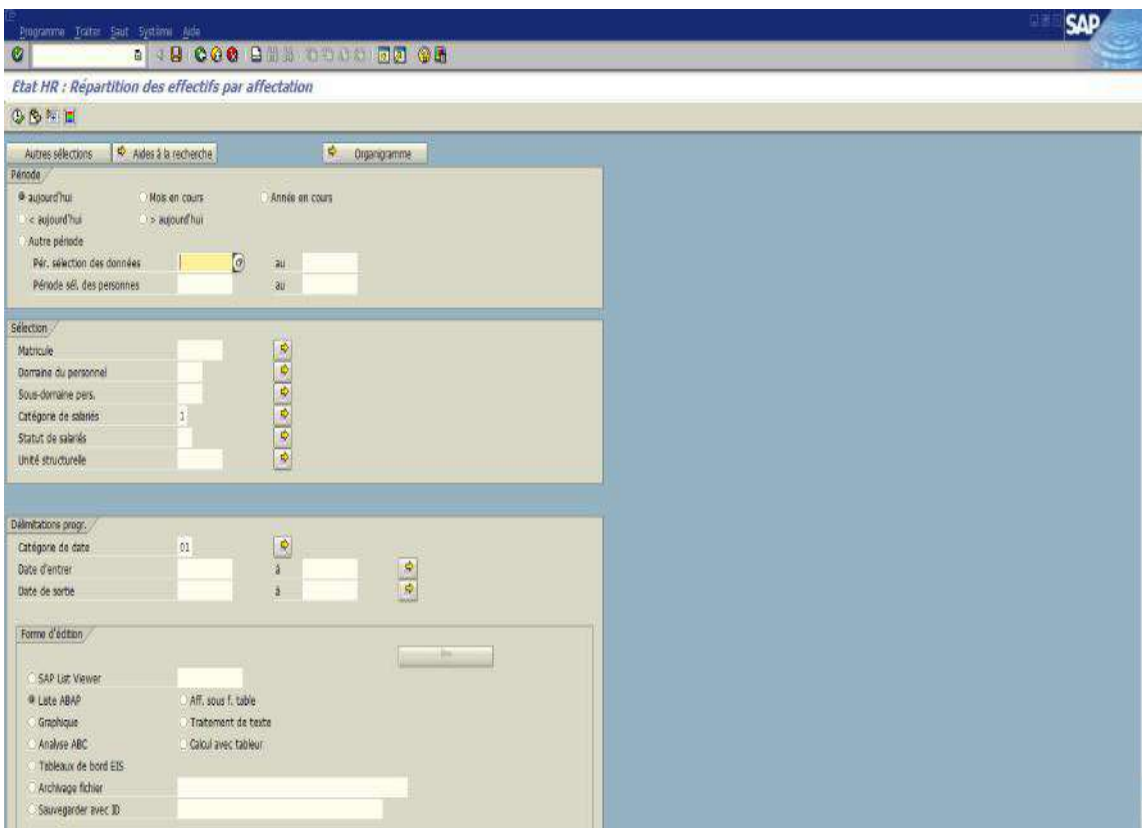 Programme Traiter Saut Système Aide
SAP
Etat HR : Répartition des effectifs par affectation
Autres sélections Aides à la recherche Organigramme
Période
aujourd'hui Mois en cours Année en cours
< aujourd'hui > aujourd'hui
Autre période
Pér. sélection des données au
Période sél. des personnes au
Sélection
Matricule
Domaine du personnel
Sous-domaine pers.
Catégorie de salariés 1
Statut de salariés
Unité structurelle
Délimitations progr.
Catégorie de date 01
Date d'entrer à
Date de sortie à
Forme d'édition
SAP List Viewer
Liste ABAP Aff. sous f. table
Graphique Traitement de texte
Analyse ABC Calcul avec tableur
Tableaux de bord EIS
Archivage fichier
Sauvegarder avec ID